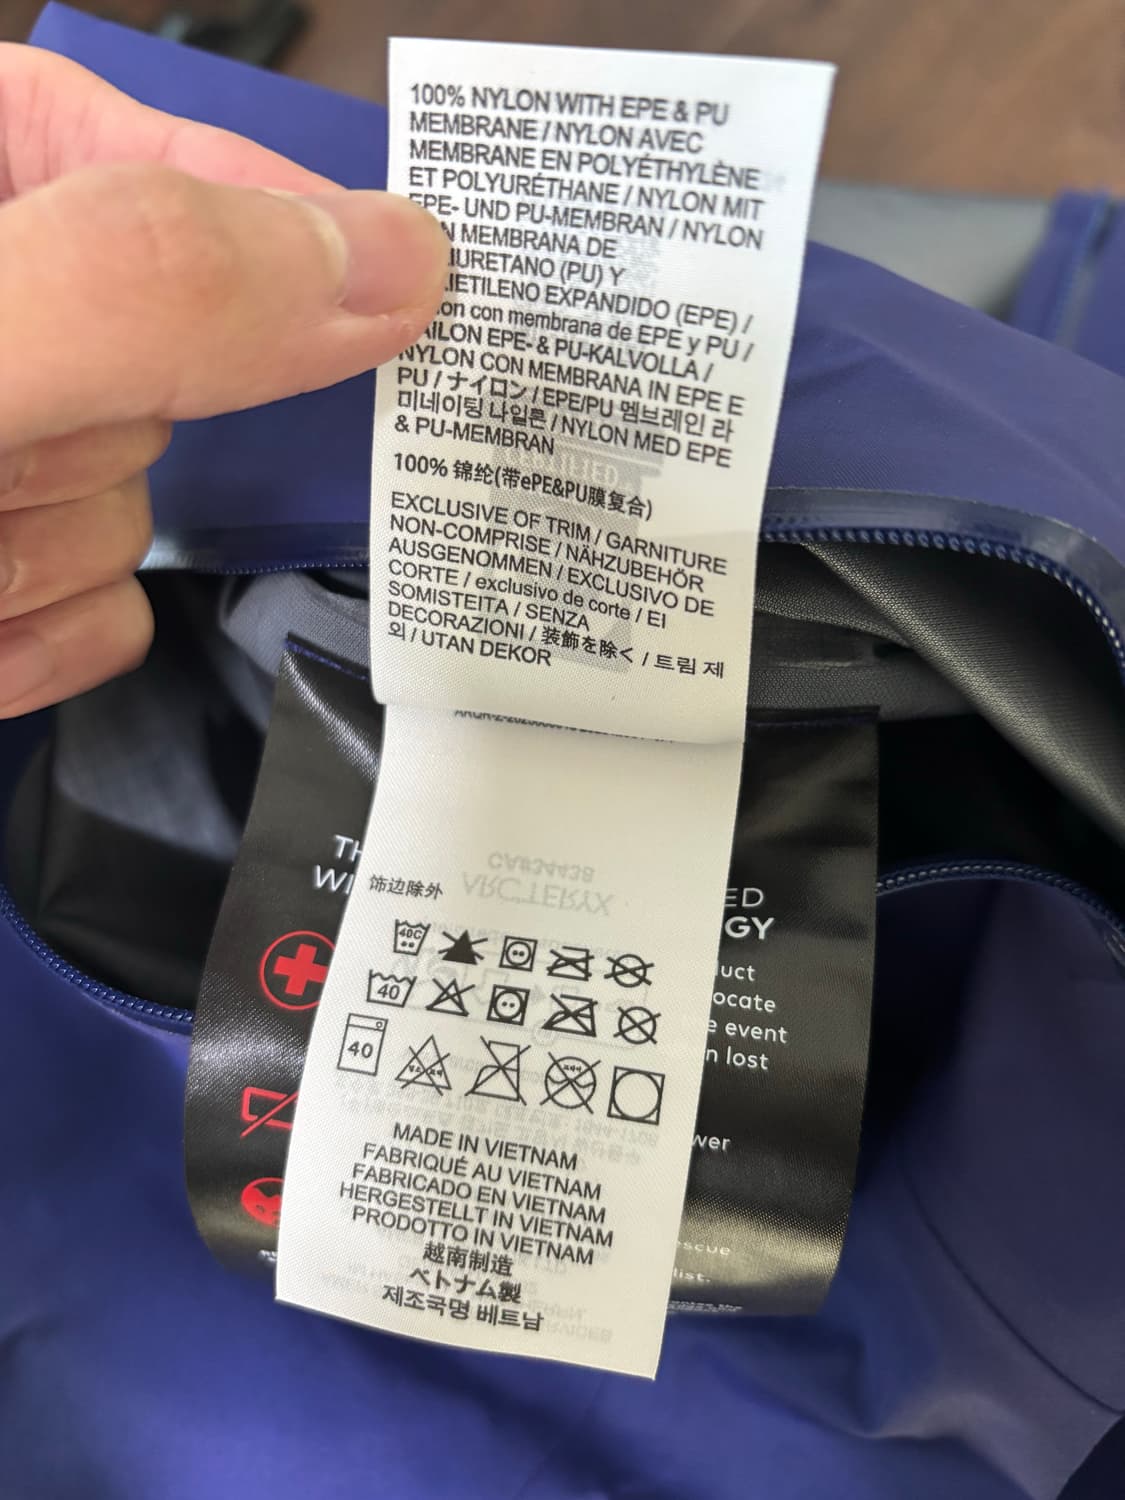 100% NYLON WITH EPE & PU
MEMBRANE / NYLON AVEC
MEMBRANE EN POLYÉTHYLÈNE
ET POLYURÉTHANE / NYLON MIT
EPE- UND PU-MEMBRAN / NYLON
MEMBRANA DE
(PU) Y
EXPANDIDO (EPE) /
con membrana de EPE y PU /
EPE- & PU-KALVOLLA /
NYLON CON MEMBRANA IN EPE E
PU / ナイロン / EPE/PU 멤브레인 라
미네이팅 나일론 / NYLON MED EPE
& PU-MEMBRAN
100% 锦纶(带ePE&PU膜复合)
EXCLUSIVE OF TRIM / GARNITURE
NON-COMPRISE / NÄHZUBEHÖR
AUSGENOMMEN / EXCLUSIVO DE
CORTE / exclusivo de corte / EI
SOMISTEITA / SENZA
DECORAZIONI / 装飾を除く / 트림 제
외 / UTAN DEKOR
饰边除外
40C
40
40
MADE IN VIETNAM
FABRIQUÉ AU VIETNAM
FABRICADO EN VIETNAM
HERGESTELLT IN VIETNAM
PRODOTTO IN VIETNAM
越南制造
ベトナム製
제조국명 베트남
event
lost
list.